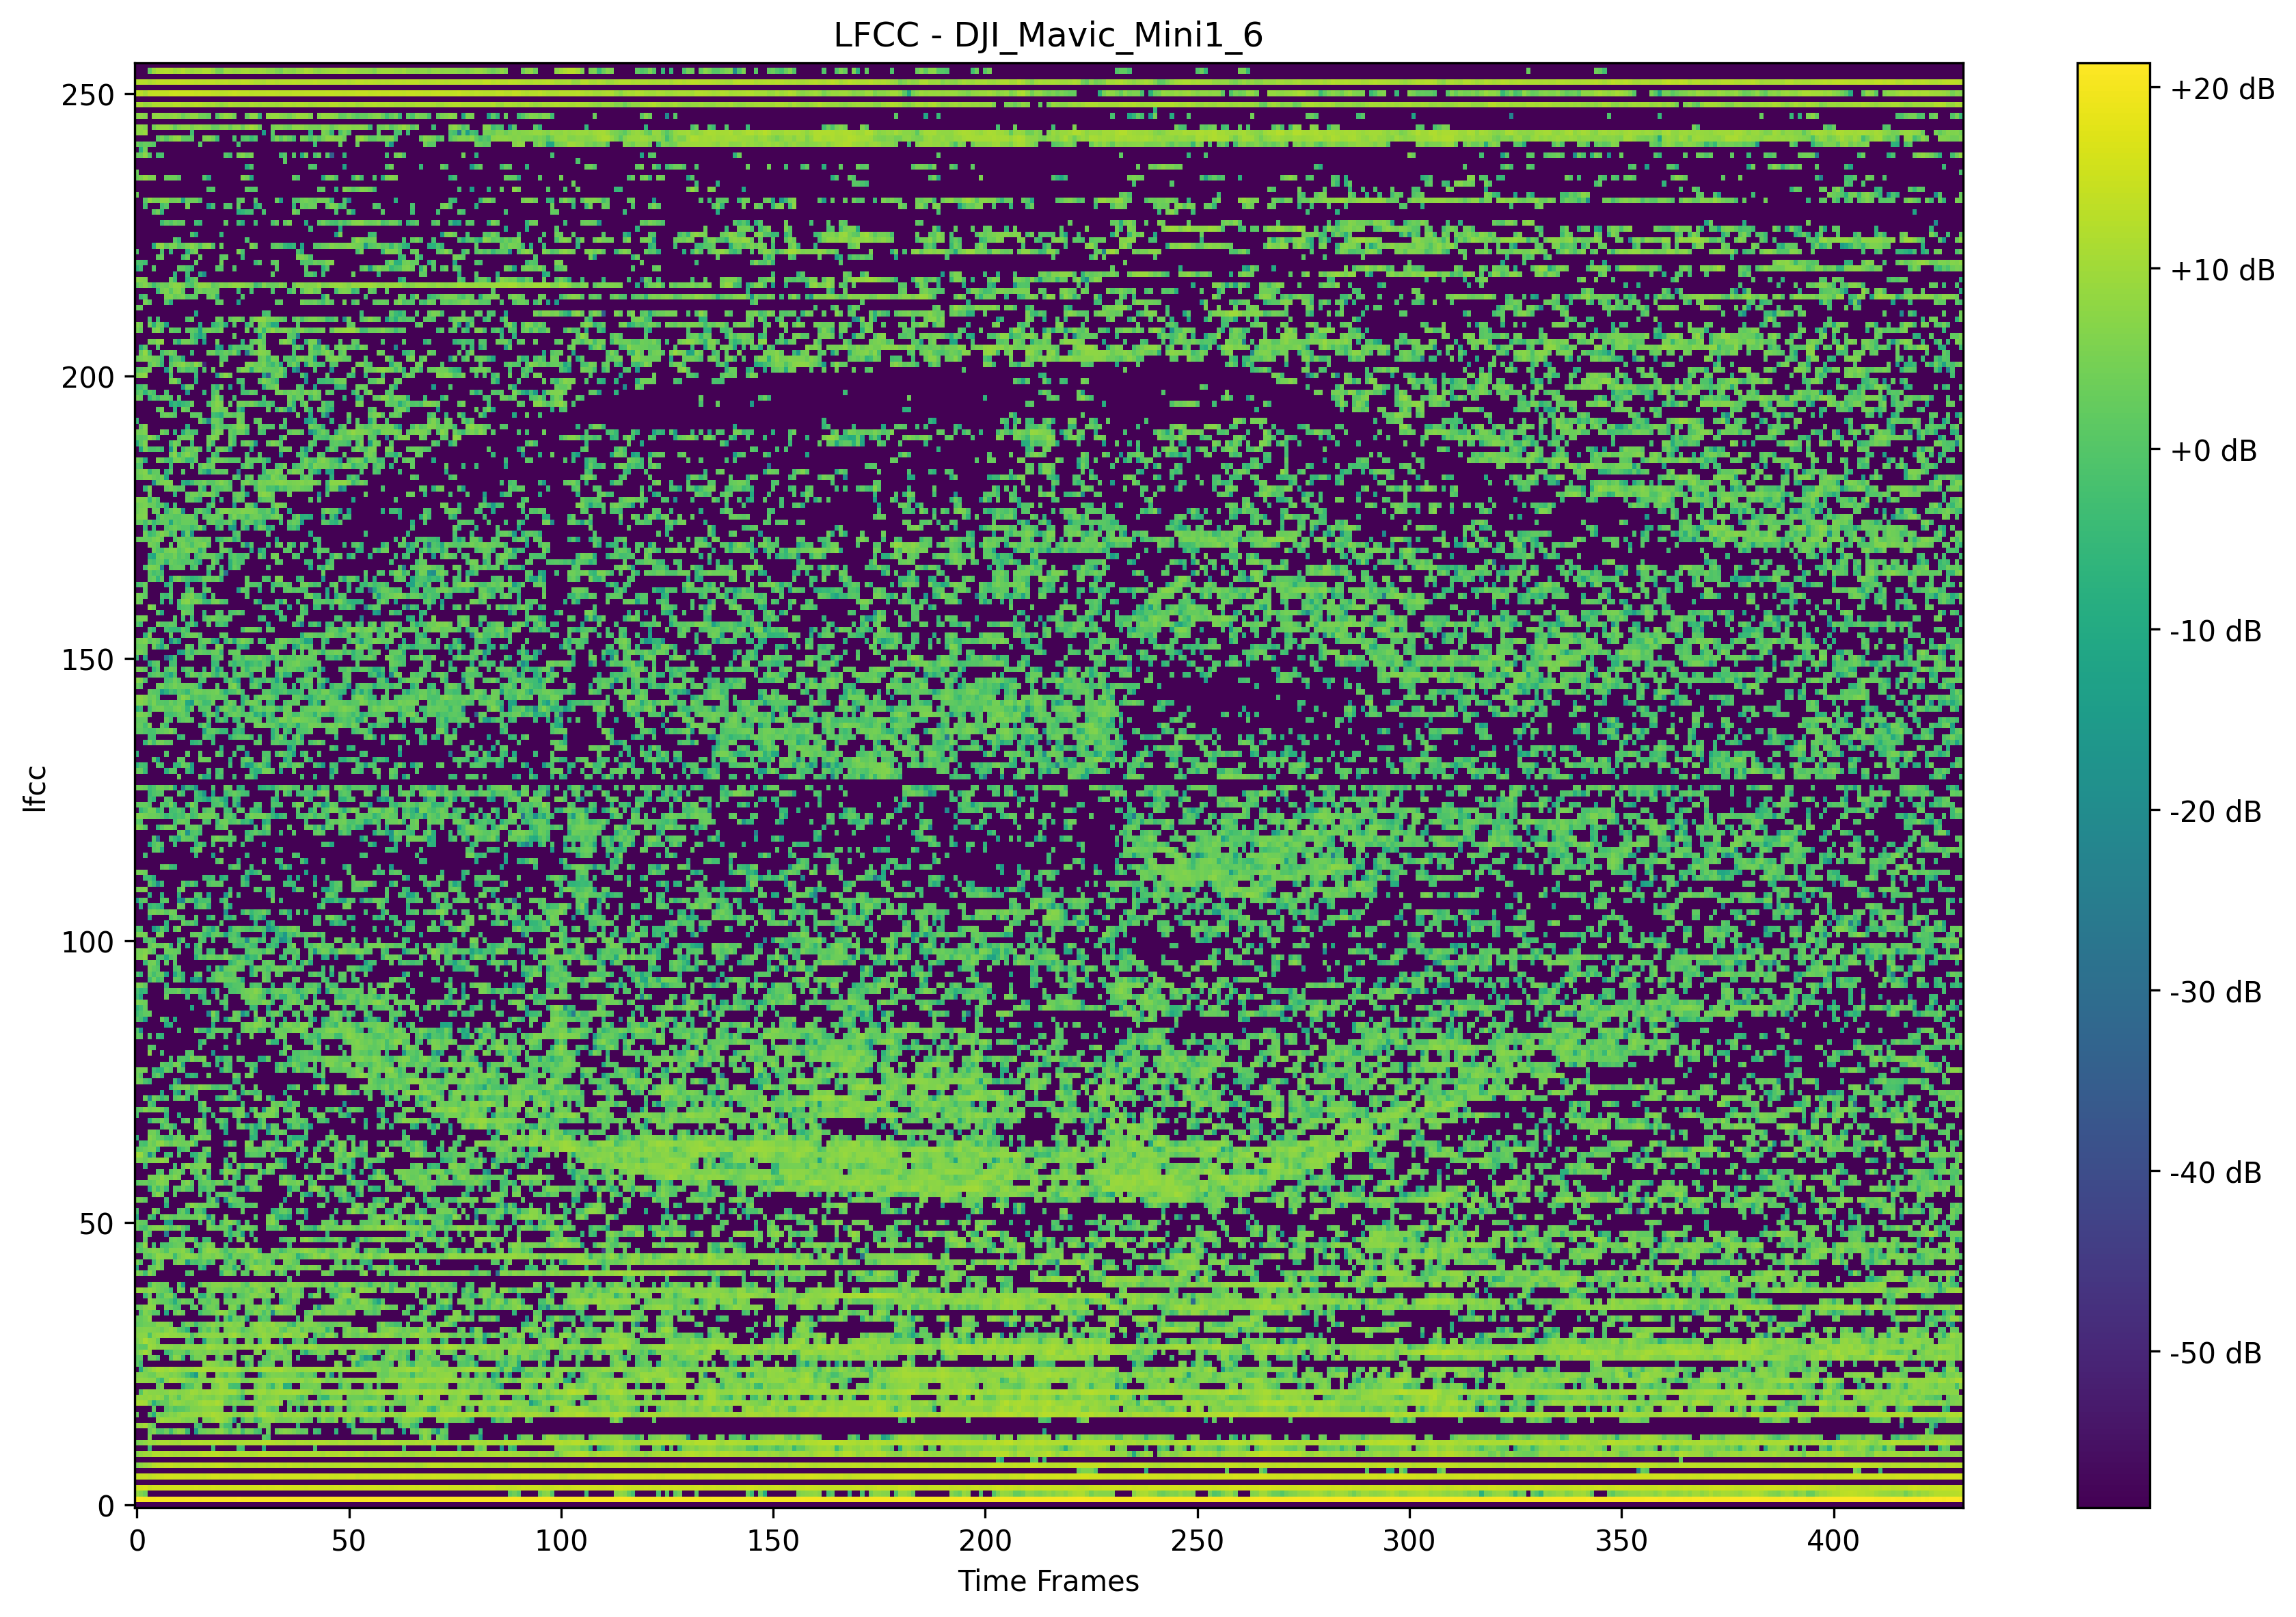 LFCC - DJI_Mavic_Mini1_6
250
200
150
100
50
0
lfcc
0 50 100 150 200 250 300 350 400
Time Frames
+20 dB
+10 dB
+0 dB
-10 dB
-20 dB
-30 dB
-40 dB
-50 dB